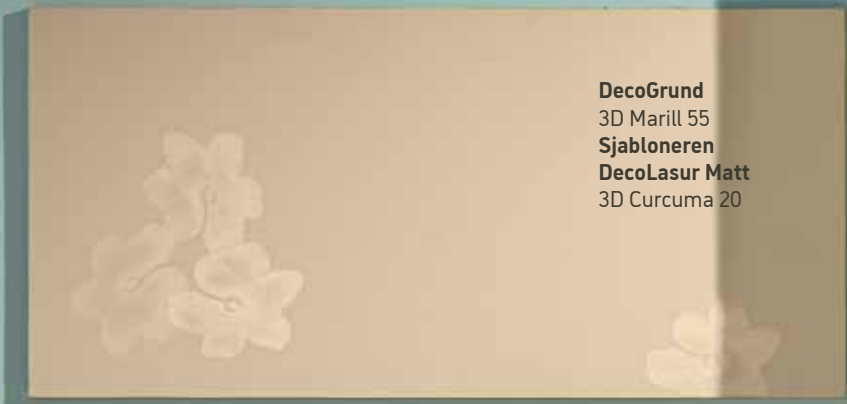 DecoGrund
3D Marill 55
Sjabloneren
DecoLasur Matt
3D Curcuma 20